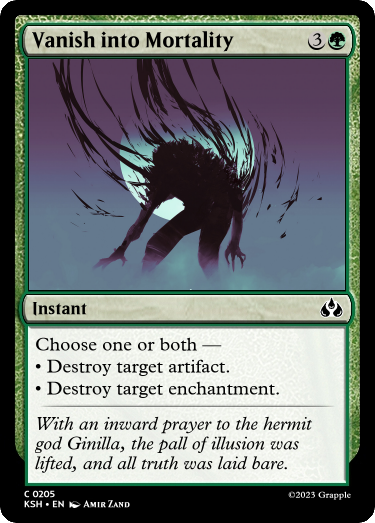 Vanish into Mortality 3
Instant
Choose one or both —
• Destroy target artifact.
• Destroy target enchantment.
With an inward prayer to the hermit
god Ginilla, the pall of illusion was
lifted, and all truth was laid bare.
C 0205
KSH • EN Amir Zand
©2023 Grapple